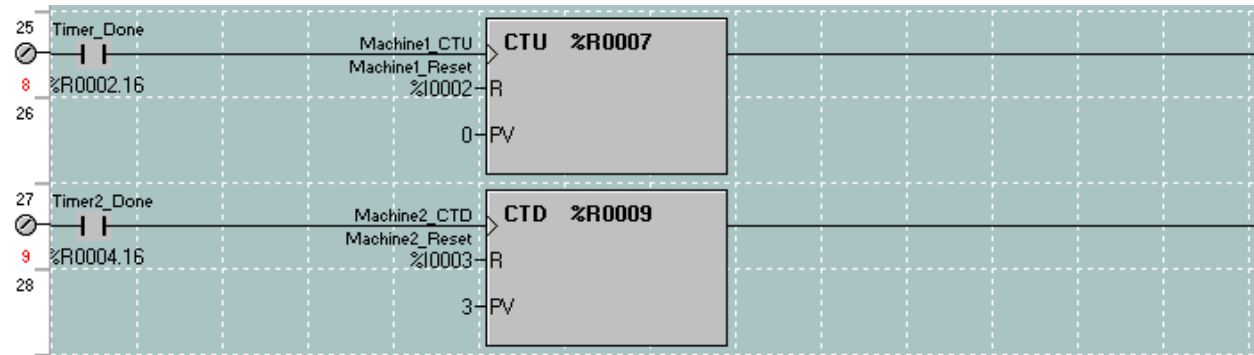 25 Timer_Done
Machine1_CTU CTU %R0007
Machine1_Reset
8 %R0002.16 %I0002 R
26
0 PV
27 Timer2_Done
Machine2_CTD CTD %R0009
Machine2_Reset
9 %R0004.16 %I0003 R
28
3 PV